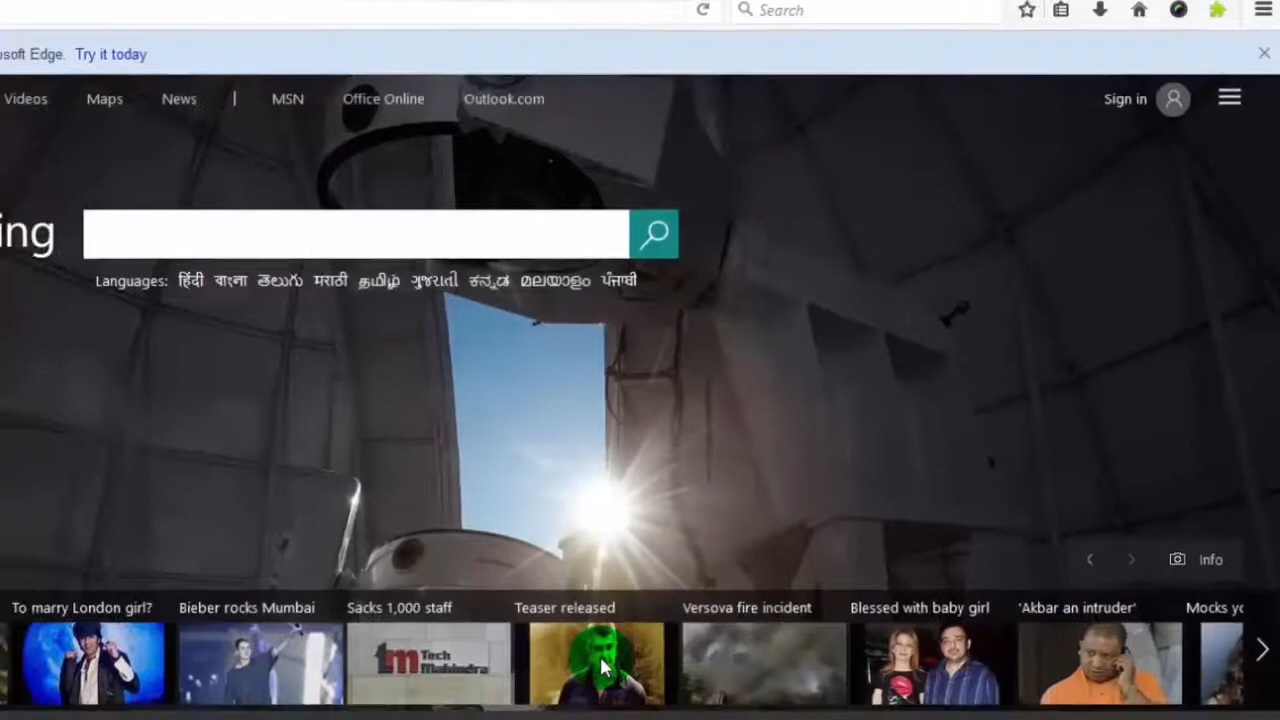 Search
soft Edge. Try it today
Videos Maps News | MSN Office Online Outlook.com
Sign in
ing
Languages: हिंदी বাংলা తెలుగు मराठी தமிழ் ગુજરાતી ಕನ್ನಡ മലയാളം ਪੰਜਾਬੀ
Info
To marry London girl? Bieber rocks Mumbai Sacks 1,000 staff Teaser released Versova fire incident Blessed with baby girl 'Akbar an intruder' Mocks yo
Tech
Mahindra